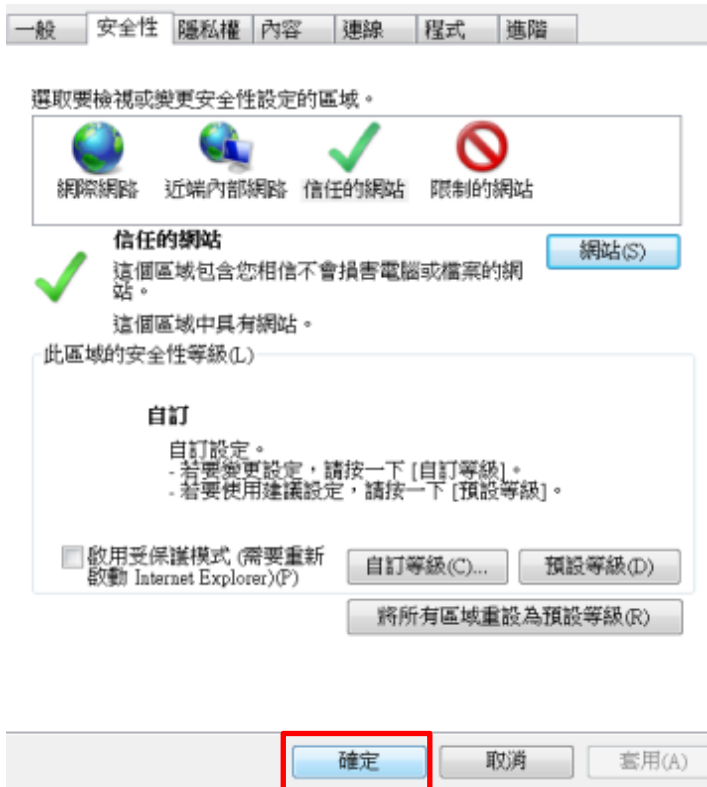 一般 安全性 隱私權 內容 連線 程式 進階
選取要檢視或變更安全性設定的區域。
網際網路 近端內部網路 信任的網站 限制的網站
信任的網站
網站(S)
這個區域包含您相信不會損害電腦或檔案的網
站。
這個區域中具有網站。
此區域的安全性等級(L)
自訂
自訂設定。
- 若要變更設定，請按一下 [自訂等級]。
- 若要使用建議設定，請按一下 [預設等級]。
啟用受保護模式 (需要重新
啟動 Internet Explorer)(P)
自訂等級(C)... 預設等級(D)
將所有區域重設為預設等級(R)
確定 取消 套用(A)